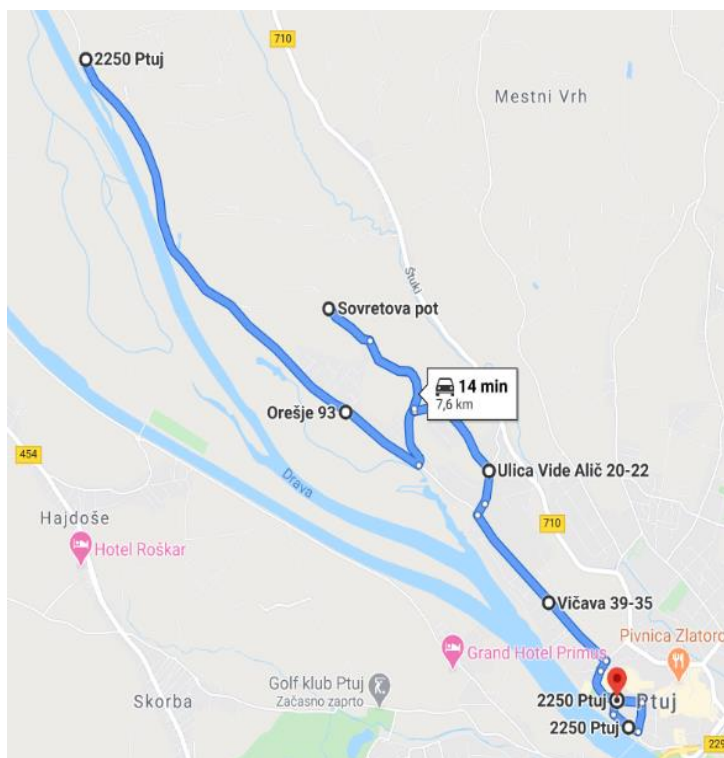 2250 Ptuj
710
Mestni Vrh
Štuki
Sovretova pot
14 min
7,6 km
Orešje 93
454
Drava
Ulica Vide Alič 20-22
Hajdoše
710
Hotel Roškar
Vičava 39-35
Pivnica Zlatoro
Grand Hotel Primus
Golf klub Ptuj
Začasno zaprto
Skorba
2250 Ptuj
Ptuj
2250 Ptuj
229